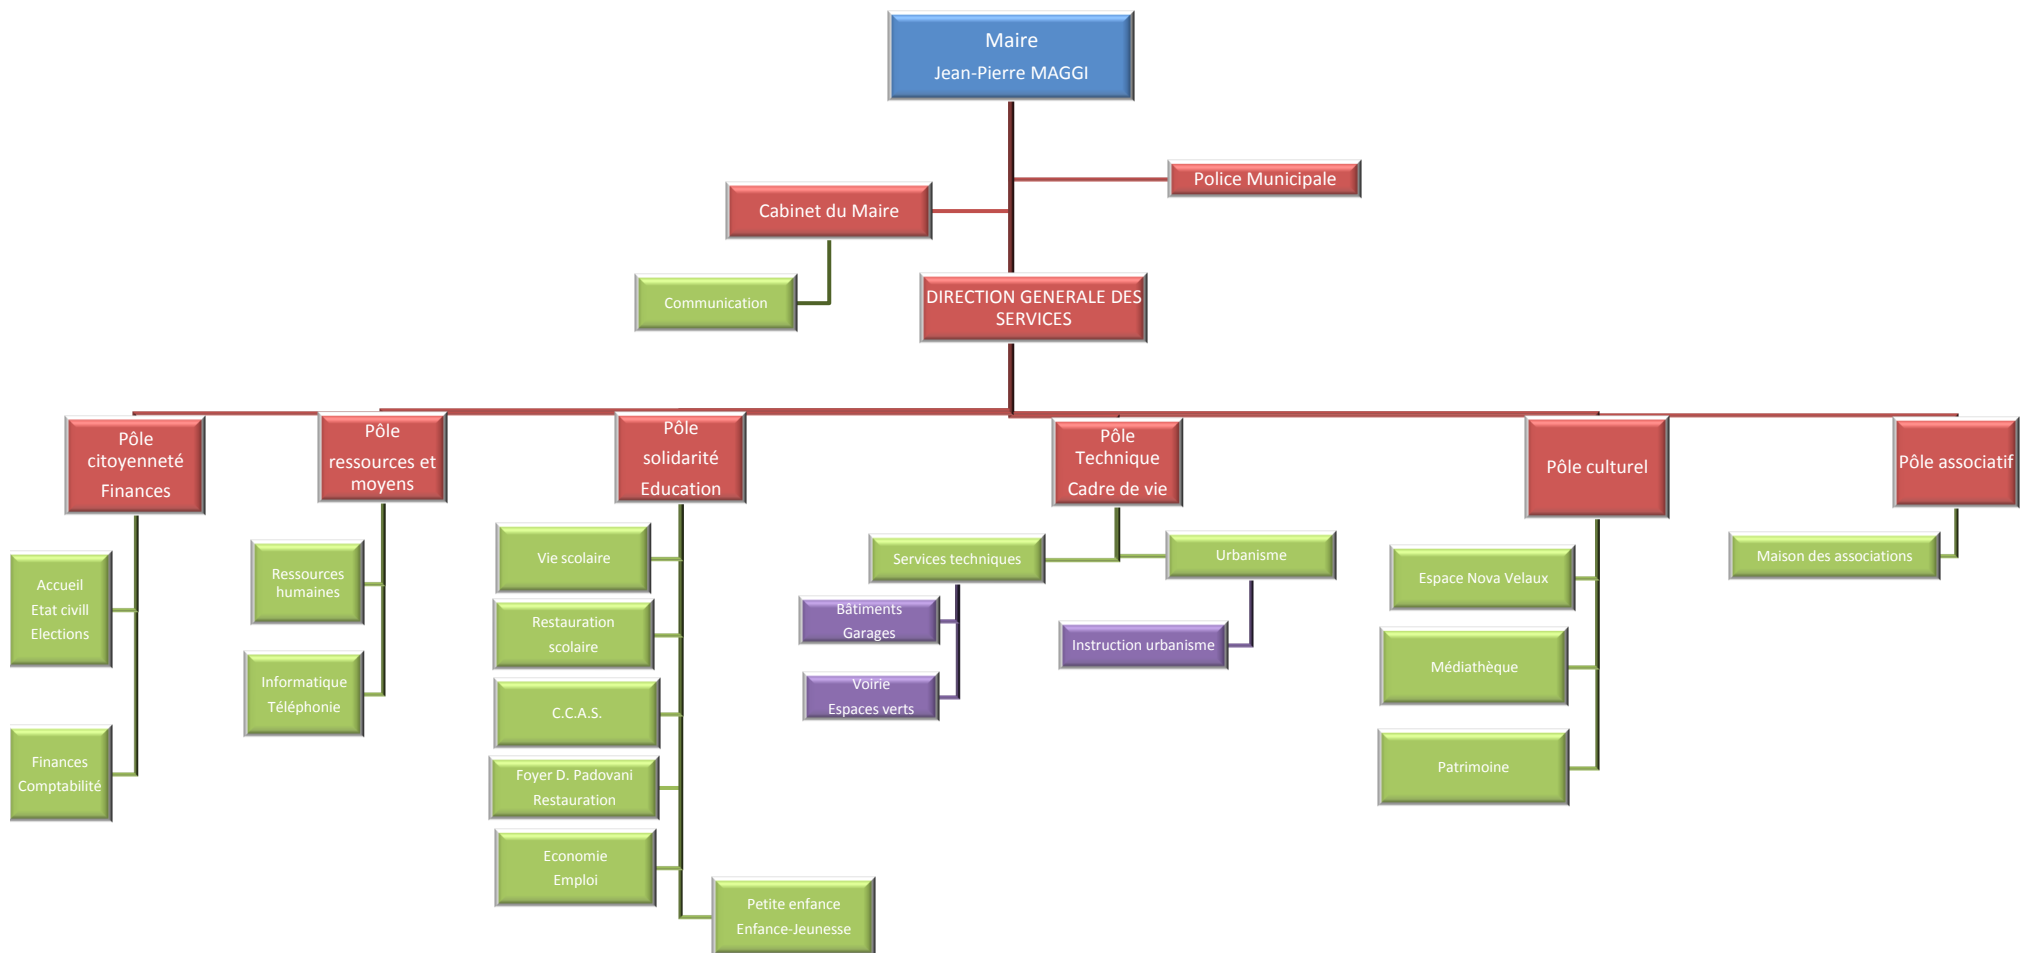 Maire
Jean-Pierre MAGGI
Police Municipale
Cabinet du Maire
Communication
DIRECTION GENERALE DES
SERVICES
Pôle
citoyenneté
Finances
Pôle
ressources et
moyens
Pôle
solidarité
Education
Pôle
Technique
Cadre de vie
Pôle culturel
Pôle associatif
Accueil
Etat civill
Elections
Finances
Comptabilité
Ressources
humaines
Informatique
Téléphonie
Vie scolaire
Restauration
scolaire
C.C.A.S.
Foyer D. Padovani
Restauration
Economie
Emploi
Petite enfance
Enfance-Jeunesse
Services techniques
Bâtiments
Garages
Voirie
Espaces verts
Urbanisme
Instruction urbanisme
Espace Nova Velaux
Médiathèque
Patrimoine
Maison des associations